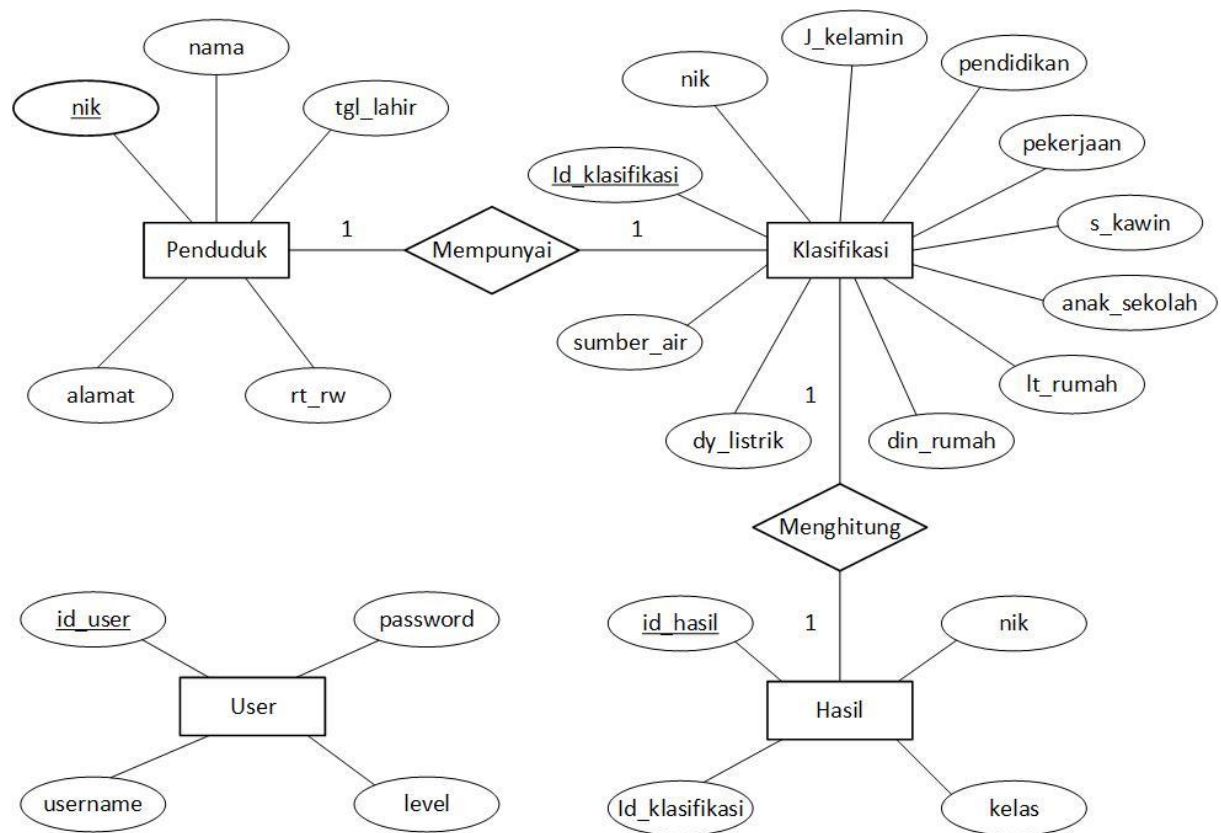 nama
J_kelamin
nik
pendidikan
nik
tgl_lahir
pekerjaan
Id_klasifikasi
s_kawin
Penduduk
1
Mempunyai
1
Klasifikasi
anak_sekolah
sumber_air
lt_rumah
alamat
rt_rw
1
dy_listrik
din_rumah
Menghitung
id_user
password
id_hasil
1
nik
User
Hasil
username
level
Id_klasifikasi
kelas